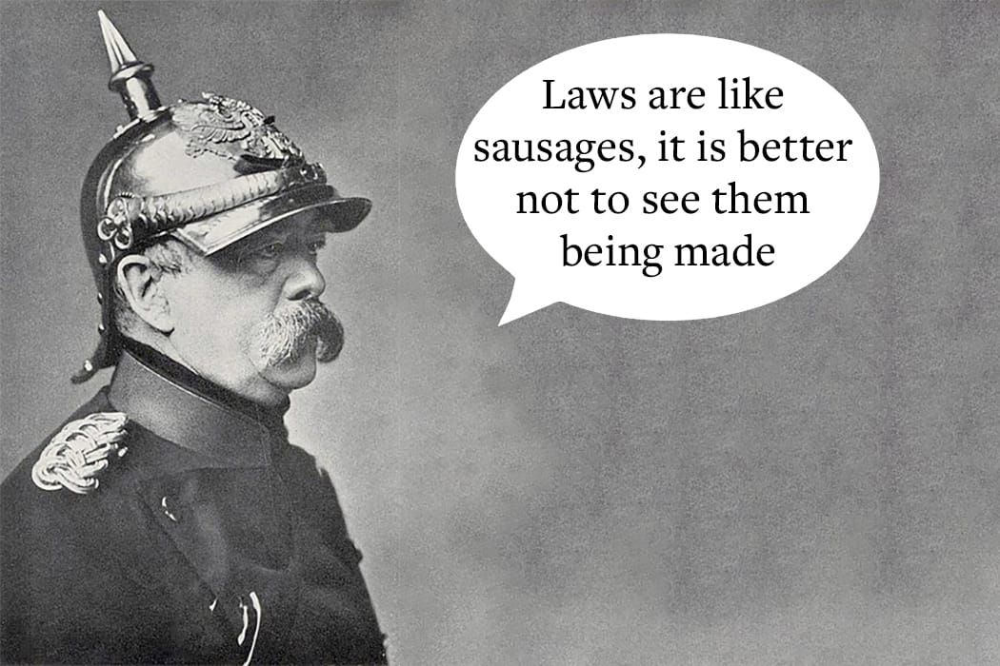 Laws are like
sausages, it is better
not to see them
being made